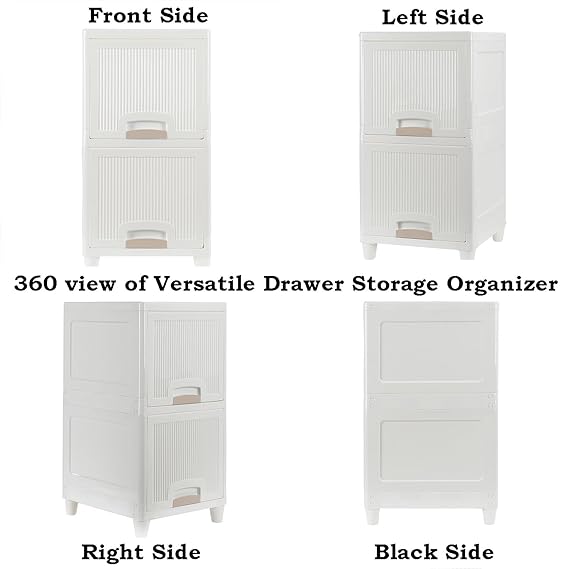 Front Side
Left Side
360 view of Versatile Drawer Storage Organizer
Right Side
Black Side